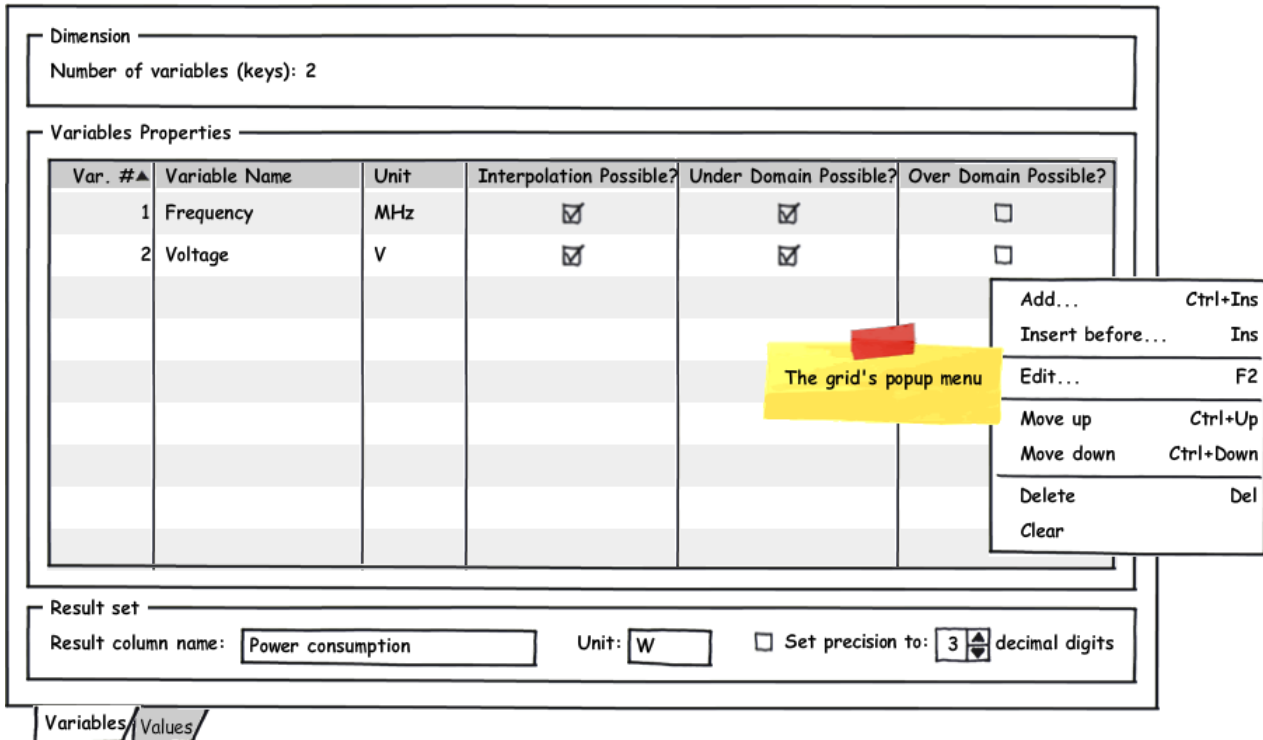 Dimension
Number of variables (keys): 2
Variables Properties
Var. # Variable Name Unit Interpolation Possible? Under Domain Possible? Over Domain Possible?
1 Frequency MHz
2 Voltage V
Add... Ctrl+Ins
Insert before... Ins
The grid's popup menu
Edit... F2
Move up Ctrl+Up
Move down Ctrl+Down
Delete Del
Clear
Result set
Result column name: Power consumption Unit: W Set precision to: 3 decimal digits
Variables Values